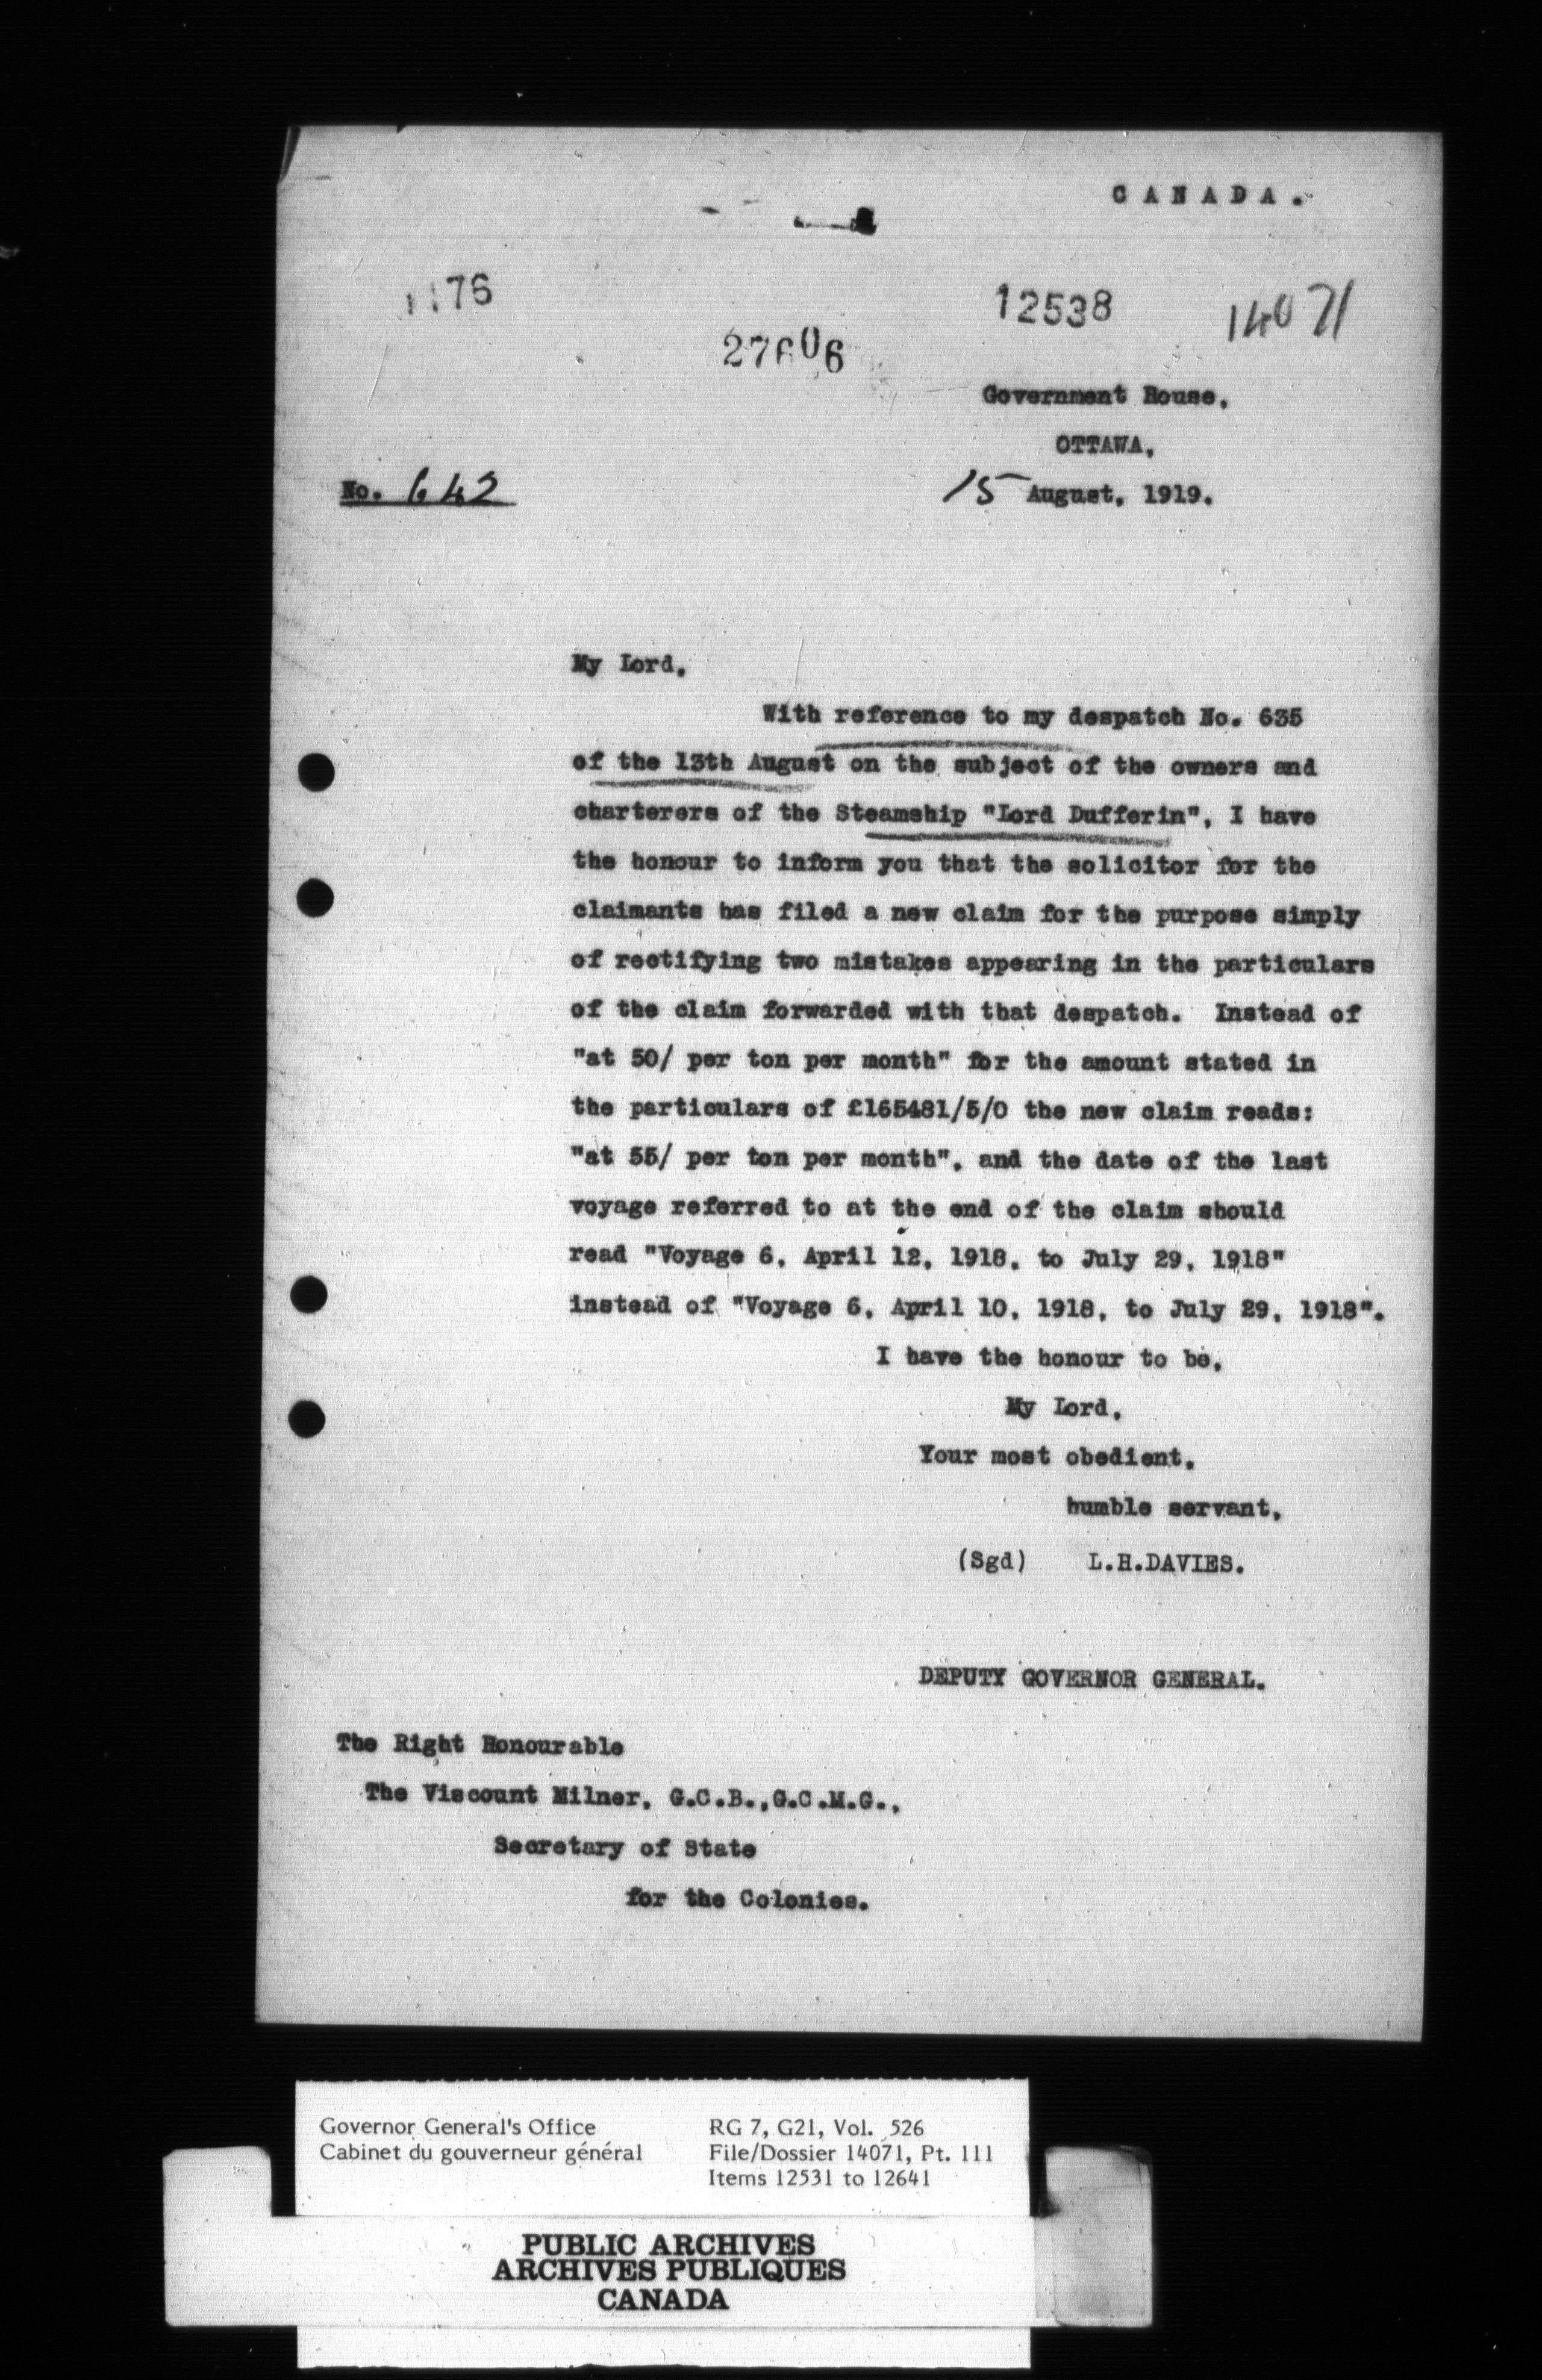 CANADA.
1176
12538
14071
27606
Government House,
OTTAWA,
No. 642
15 August, 1919.
My Lord,
With reference to my despatch No. 635
of the 13th August on the subject of the owners and
charterers of the Steamship "Lord Dufferin", I have
the honour to inform you that the solicitor for the
claimants has filed a new claim for the purpose simply
of rectifying two mistakes appearing in the particulars
of the claim forwarded with that despatch. Instead of
"at 50/ per ton per month" for the amount stated in
the particulars of £165481/5/0 the new claim reads:
"at 55/ per ton per month", and the date of the last
voyage referred to at the end of the claim should
read "Voyage 6, April 12, 1918, to July 29, 1918"
instead of "Voyage 6, April 10, 1918, to July 29, 1918".
I have the honour to be,
My Lord,
Your most obedient,
humble servant,
(Sgd) L.H.DAVIES.
DEPUTY GOVERNOR GENERAL.
The Right Honourable
The Viscount Milner, G.C.B.,G.C.M.G.,
Secretary of State
for the Colonies.
Governor General's Office
Cabinet du gouverneur général
RG 7, G21, Vol. 526
File/Dossier 14071, Pt. 111
Items 12531 to 12641
PUBLIC ARCHIVES
ARCHIVES PUBLIQUES
CANADA